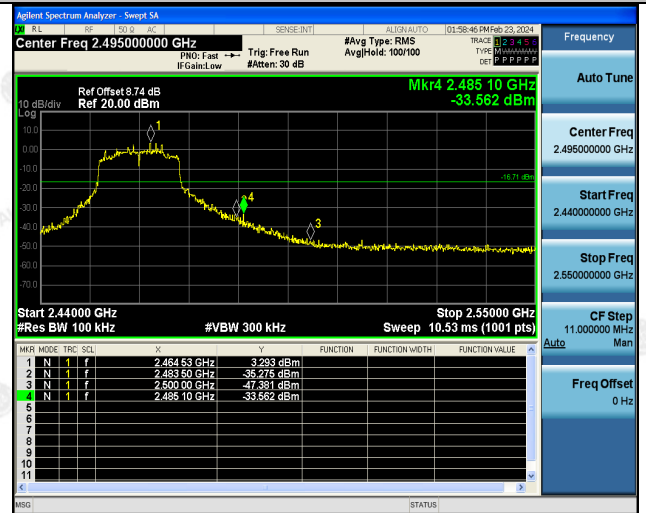 Agilent Spectrum Analyzer - Swept SA
RL RF 50 Ω AC SENSE:INT ALIGN AUTO 01:58:46 PM Feb 23, 2024
Center Freq 2.495000000 GHz
PNO: Fast
IFGain:Low
Trig: Free Run
#Atten: 30 dB
#Avg Type: RMS
Avg|Hold: 100/100
TRACE 1 2 3 4 5 6
TYPE M
DET P P P P P P
Ref Offset 8.74 dB
Ref 20.00 dBm
10 dB/div
Log
Mkr4 2.485 10 GHz
-33.562 dBm
10.0
0.00
-10.0
-20.0
-30.0
-40.0
-50.0
-60.0
-70.0
1
4
3
-16.71 dBm
Start 2.44000 GHz Stop 2.55000 GHz
#Res BW 100 kHz #VBW 300 kHz Sweep 10.53 ms (1001 pts)
MKR MODE TRC SCL X Y FUNCTION FUNCTION WIDTH FUNCTION VALUE
1 N 1 f 2.464 53 GHz 3.293 dBm
2 N 1 f 2.483 50 GHz -35.275 dBm
3 N 1 f 2.500 00 GHz -47.381 dBm
4 N 1 f 2.485 10 GHz -33.562 dBm
5
6
7
8
9
10
11
MSG STATUS
Frequency
Auto Tune
Center Freq
2.495000000 GHz
Start Freq
2.440000000 GHz
Stop Freq
2.550000000 GHz
CF Step
11.000000 MHz
Auto Man
Freq Offset
0 Hz